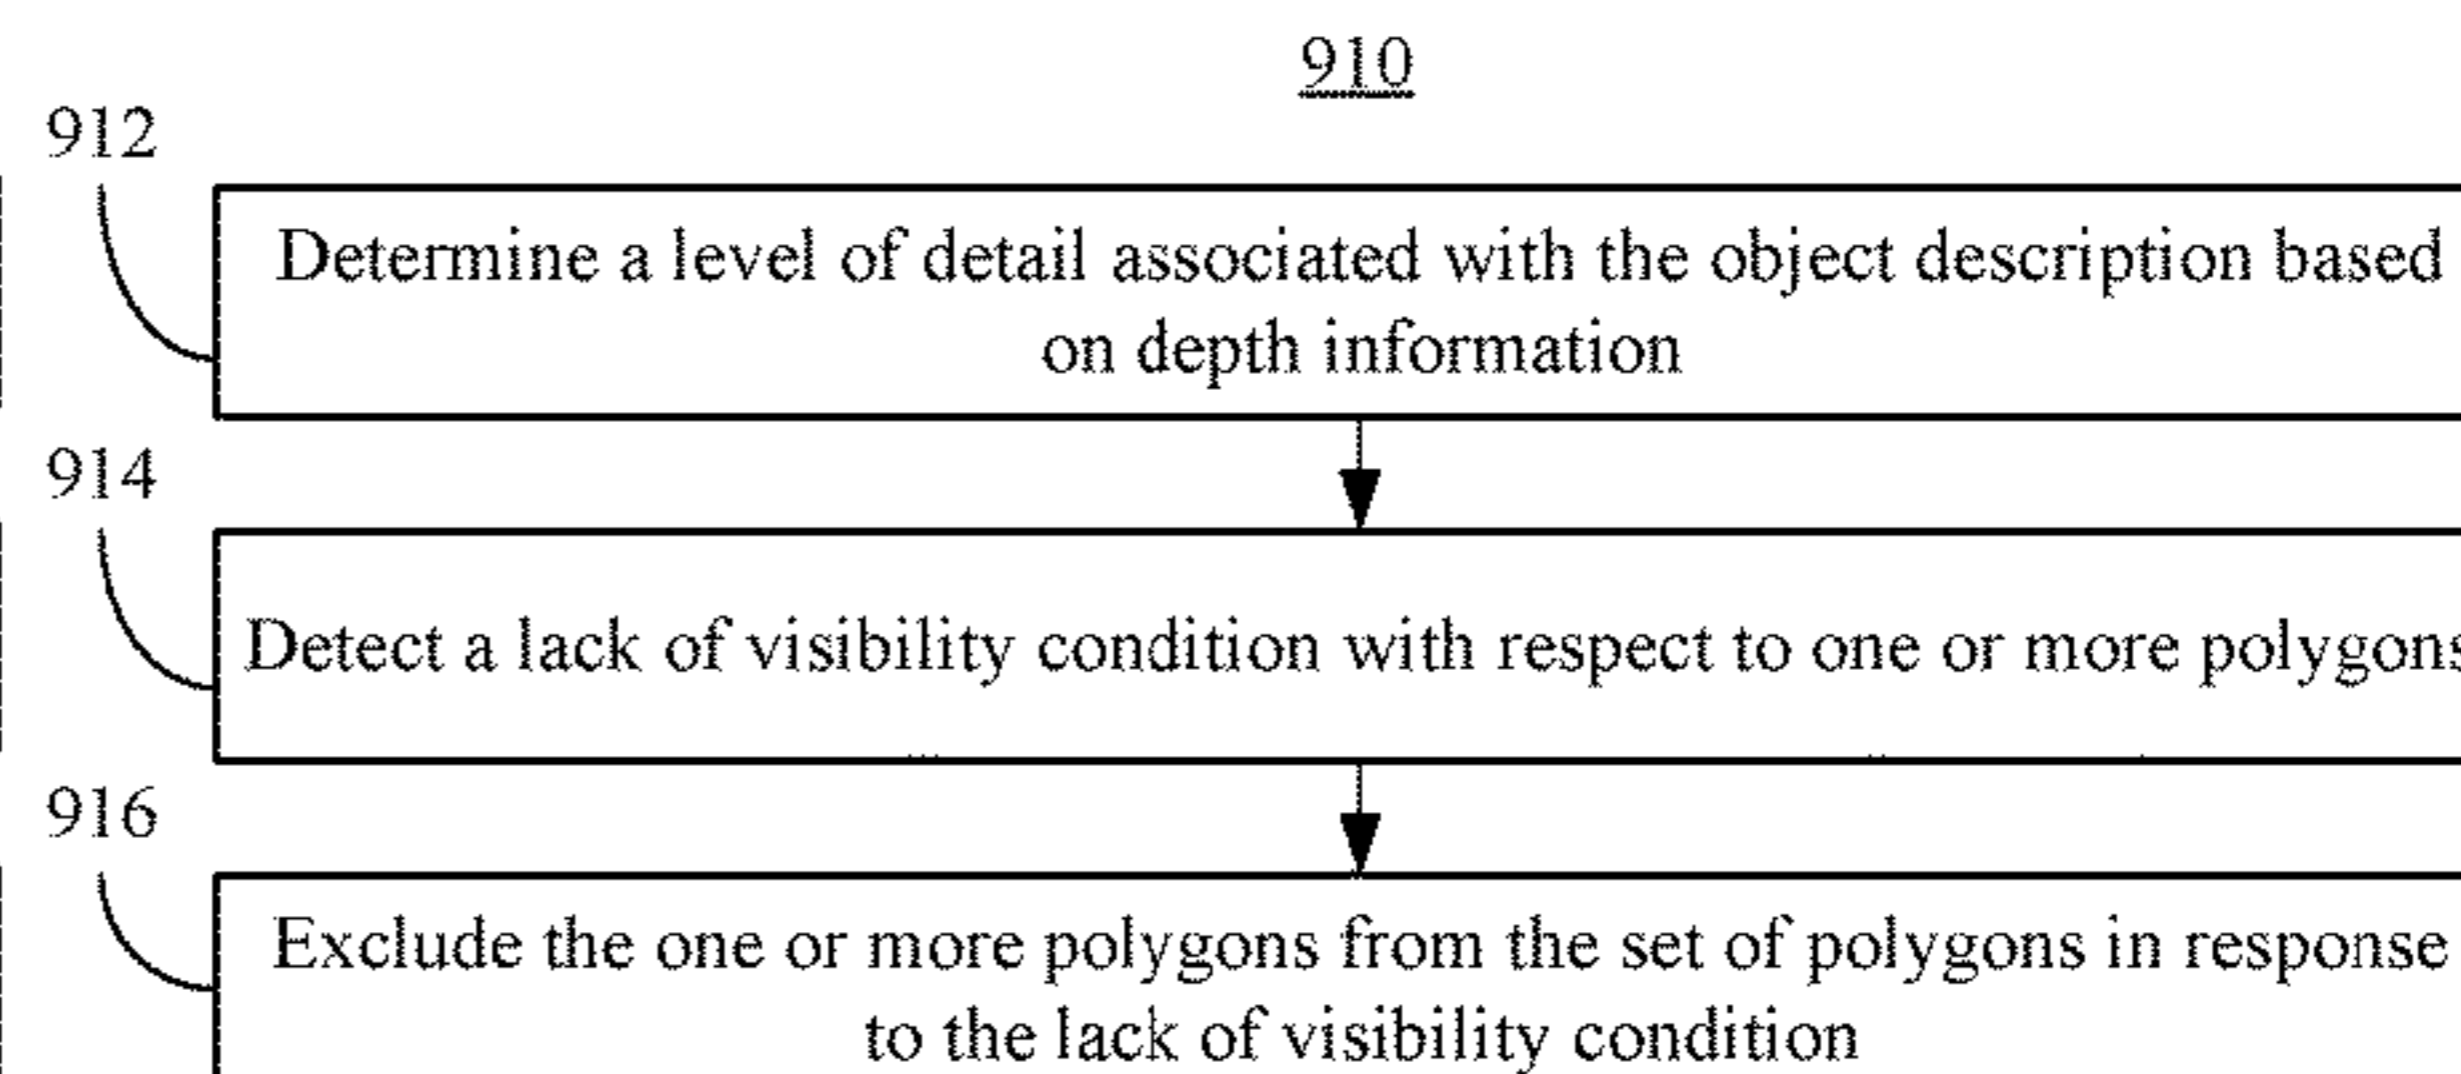 910
912
Determine a level of detail associated with the object description based
on depth information
914
Detect a lack of visibility condition with respect to one or more polygons
916
Exclude the one or more polygons from the set of polygons in response
to the lack of visibility condition